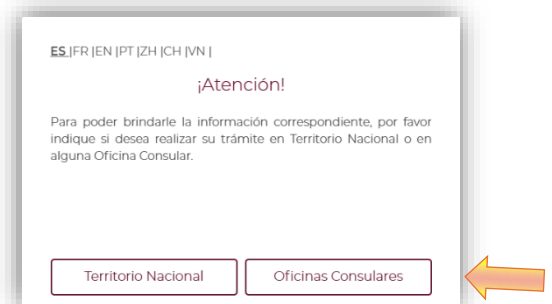 ES |FR |EN |PT |ZH |CH |VN |
¡Atención!
Para poder brindarle la información correspondiente, por favor
indique si desea realizar su trámite en Territorio Nacional o en
alguna Oficina Consular.
Territorio Nacional
Oficinas Consulares